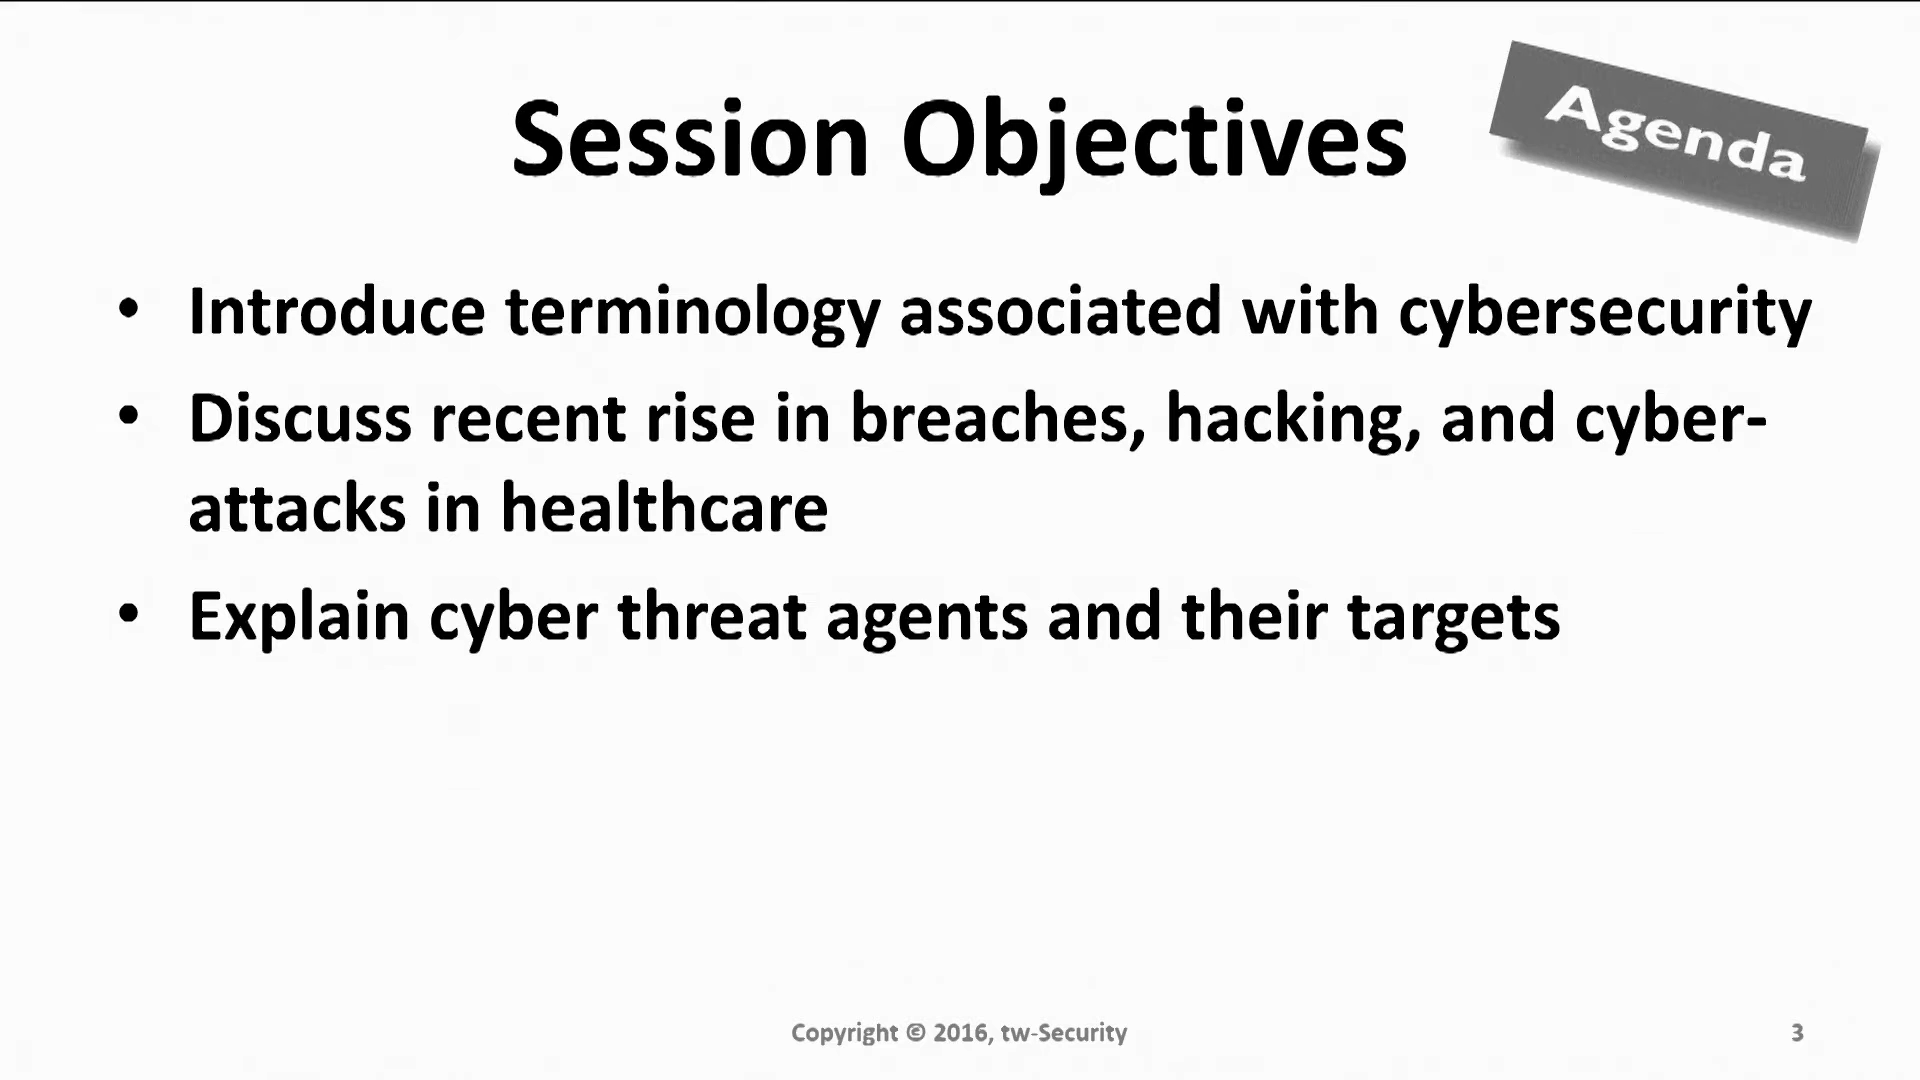 Session Objectives
Agenda
• Introduce terminology associated with cybersecurity
• Discuss recent rise in breaches, hacking, and cyber-
attacks in healthcare
• Explain cyber threat agents and their targets
Copyright © 2016, tw-Security
3